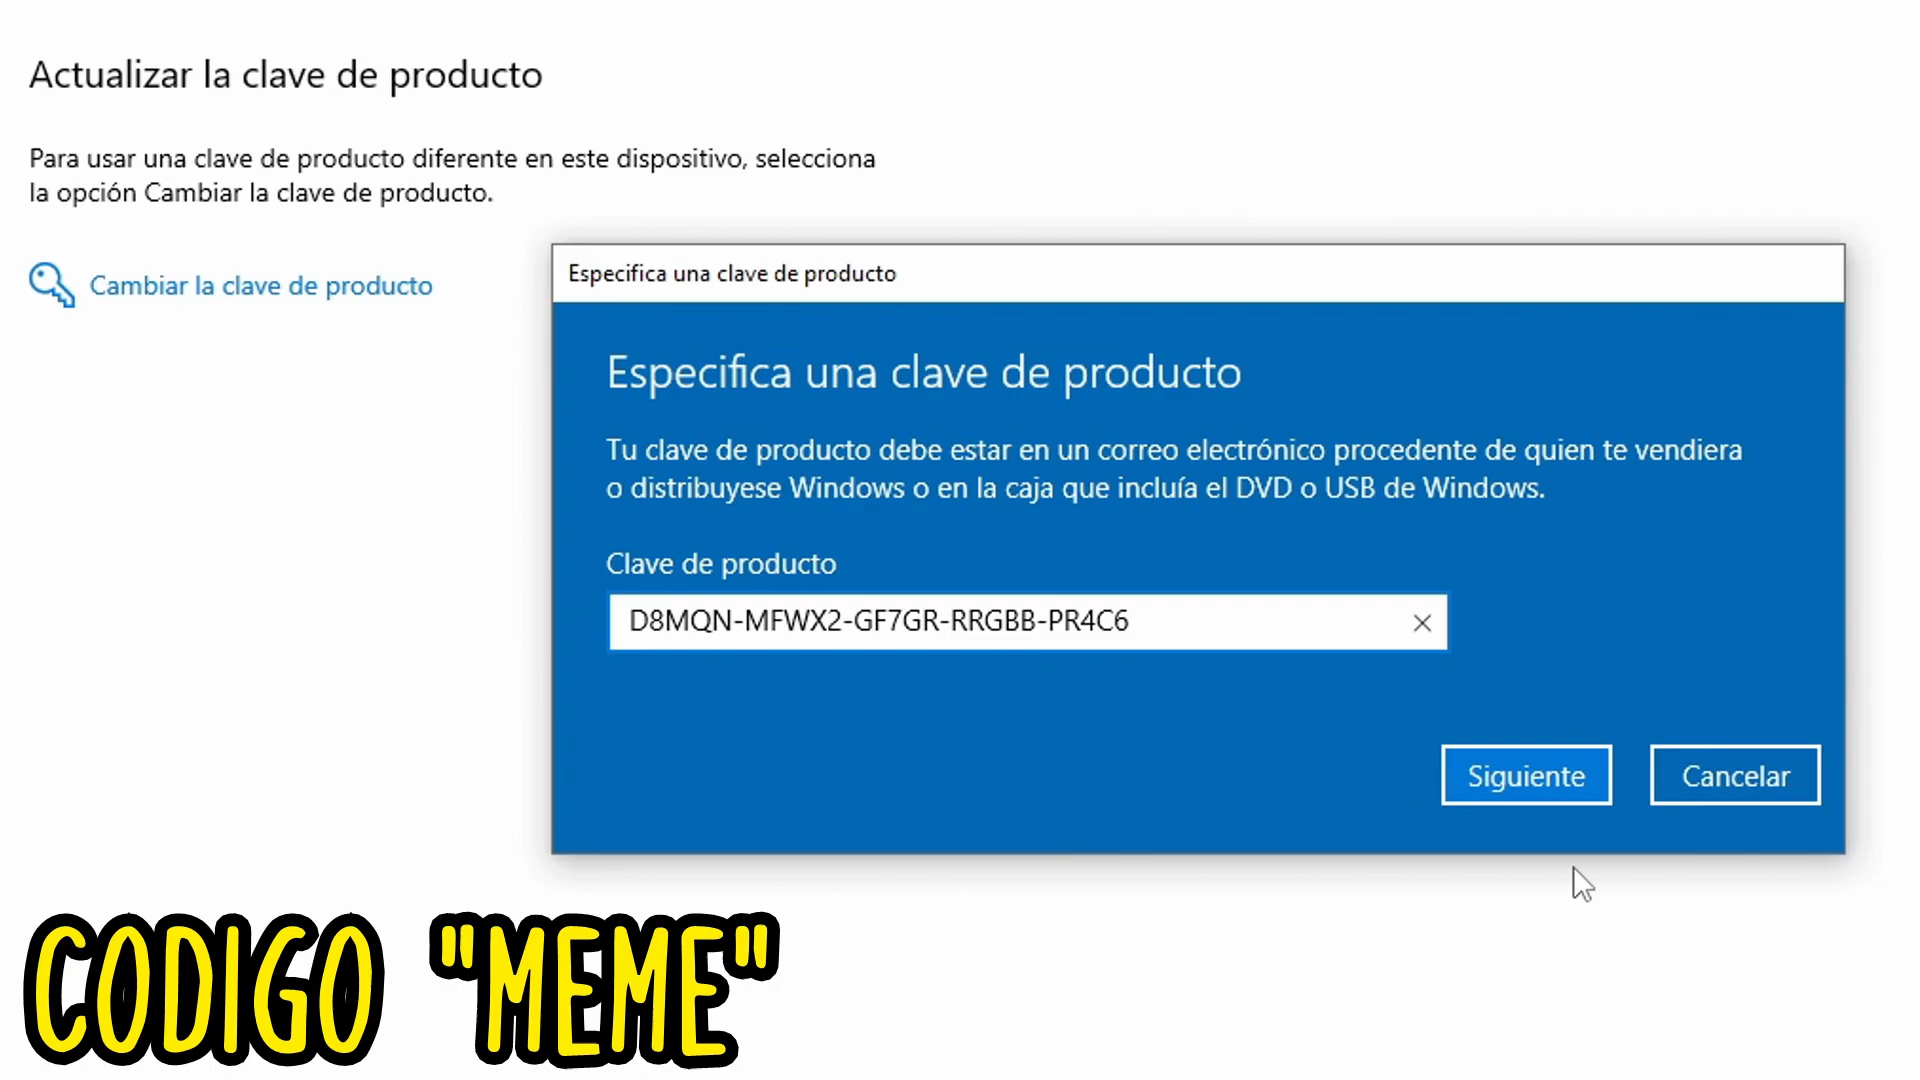 Actualizar la clave de producto
Para usar una clave de producto diferente en este dispositivo, selecciona
la opción Cambiar la clave de producto.
Cambiar la clave de producto
Especifica una clave de producto
Especifica una clave de producto
Tu clave de producto debe estar en un correo electrónico procedente de quien te vendiera
o distribuyese Windows o en la caja que incluía el DVD o USB de Windows.
Clave de producto
D8MQN-MFWX2-GF7GR-RRGBB-PR4C6
Siguiente
Cancelar
CODIGO "MEME"